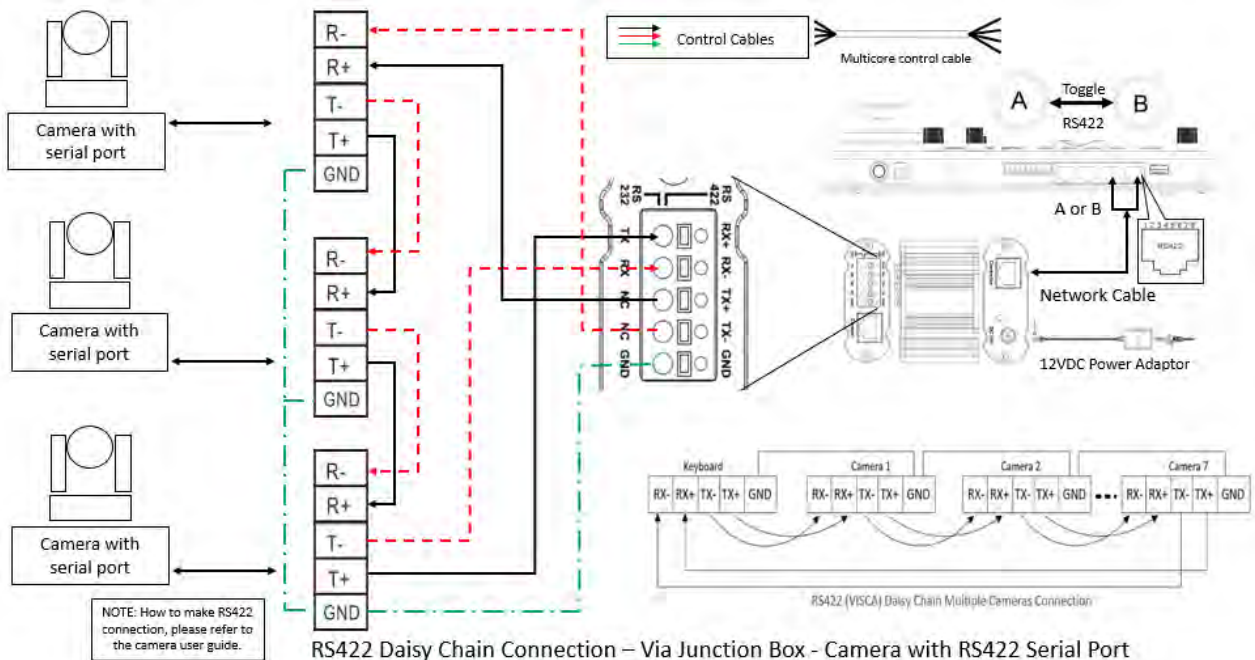 Camera with
serial port
Camera with
serial port
Camera with
serial port
NOTE: How to make RS422
connection, please refer to
the camera user guide.
R-
R+
T-
T+
GND
R-
R+
T-
T+
GND
R-
R+
T-
T+
GND
Control Cables
Multicore control cable
A
Toggle
B
RS422
A or B
12345678
RS422
Network Cable
12VDC Power Adaptor
RS
232
RS
422
TX
RX+
RX
RX-
NC
TX+
NC
TX-
GND
GND
Keyboard
Camera 1
Camera 2
Camera 7
RX- RX+ TX- TX+ GND
RX- RX+ TX- TX+ GND
RX- RX+ TX- TX+ GND
RX- RX+ TX- TX+ GND
RS422 (VISCA) Daisy Chain Multiple Cameras Connection
RS422 Daisy Chain Connection – Via Junction Box - Camera with RS422 Serial Port